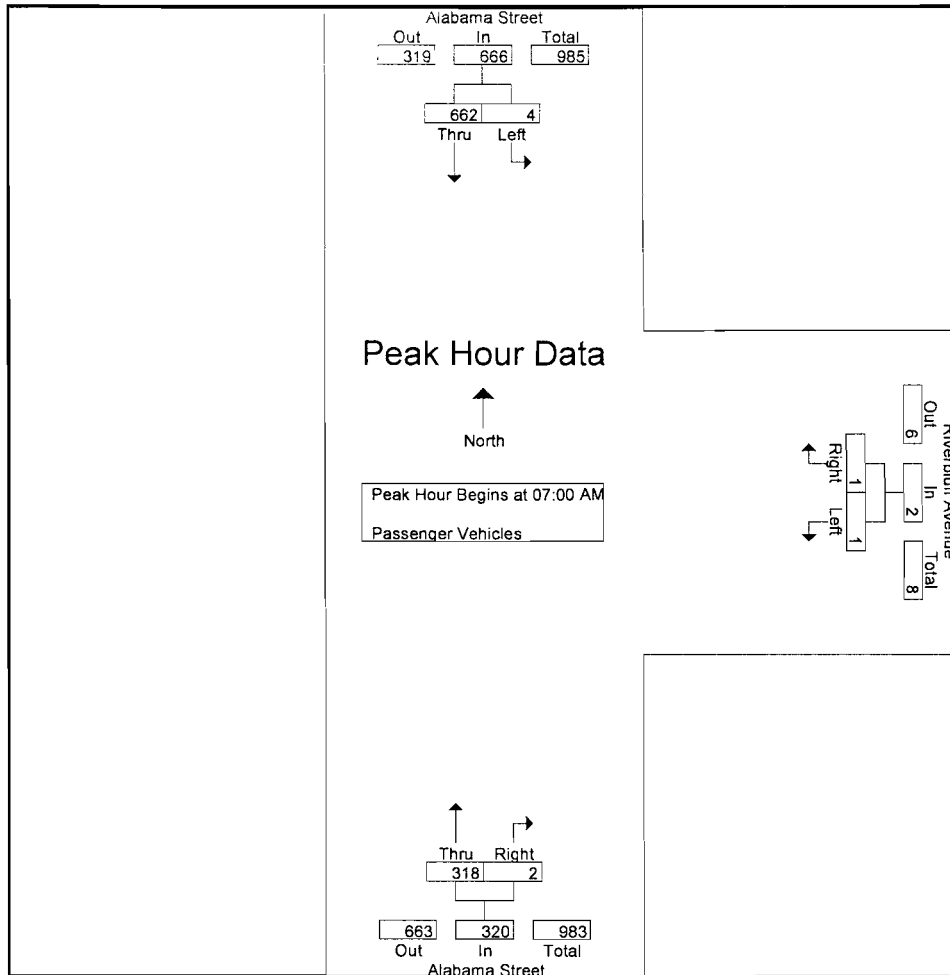 Alabama Street
Out In Total
319 666 985
662 4
Thru Left
Peak Hour Data
North
Peak Hour Begins at 07:00 AM
Passenger Vehicles
Riverbluff Avenue
Out In Total
6 2 8
1 1
Right Left
Thru Right
318 2
663 320 983
Out In Total
Alabama Street